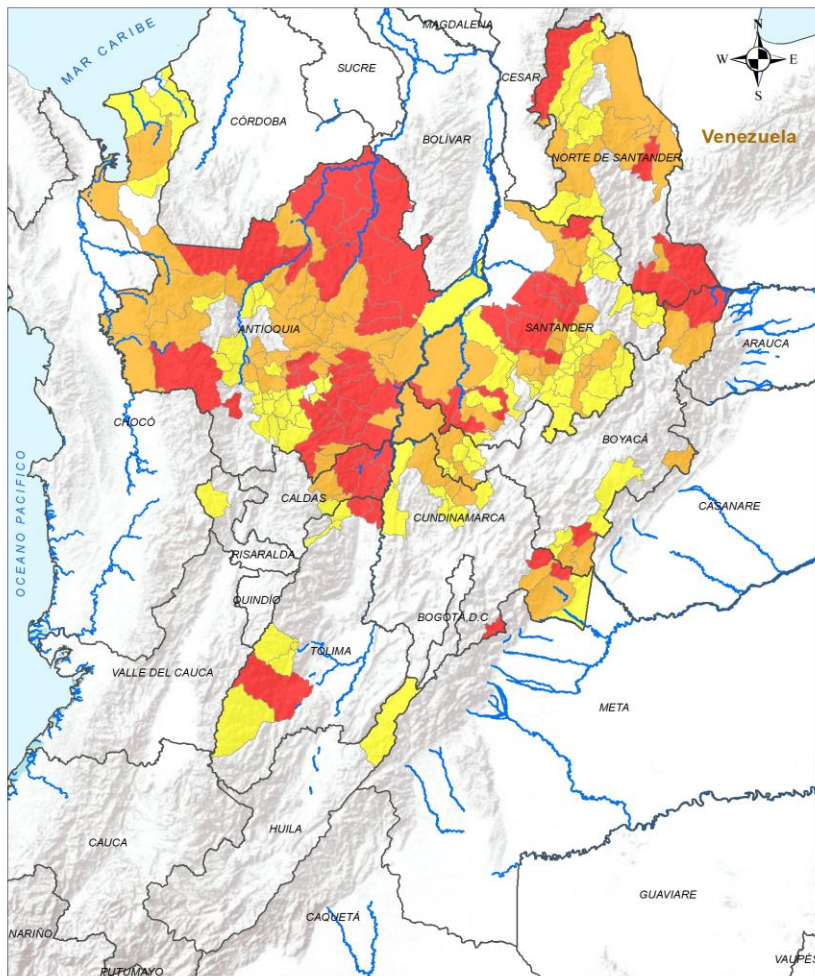 MAGDALENA
MAR CARIBE
SUCRE
CESAR
N
W E
S
CÓRDOBA
BOLÍVAR
Venezuela
NORTE DE SANTANDER
ANTIOQUIA
SANTANDER
ARAUCA
CHOCÓ
BOYACÁ
OCEANO PACIFICO
CALDAS
CUNDINAMARCA
CASANARE
RISARALDA
QUINDÍO
BOGOTÁ, D.C
TOLIMA
VALLE DEL CAUCA
META
HUILA
CAUCA
GUAVIARE
CAQUETÁ
NARIÑO
PUTUMAYO
VAUPÉS